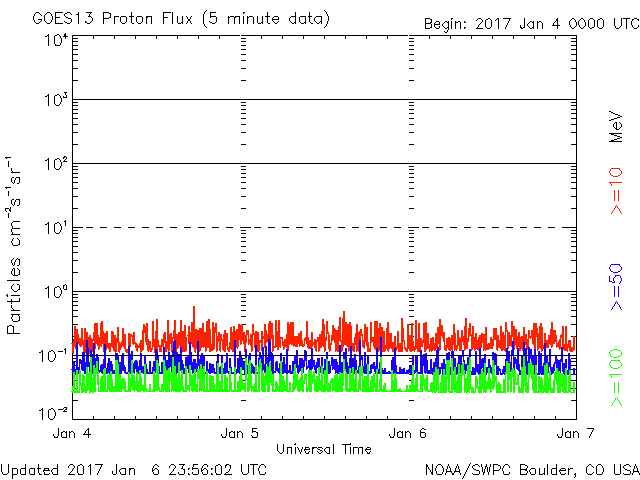 GOES13 Proton Flux (5 minute data)
Begin: 2017 Jan 4 0000 UTC
10⁴
10³
10²
10¹
10⁰
10⁻¹
10⁻²
Particles cm⁻²s⁻¹sr⁻¹
MeV
>=10
>=50
>=100
Jan 4 Jan 5 Jan 6 Jan 7
Universal Time
Updated 2017 Jan 6 23:56:02 UTC
NOAA/SWPC Boulder, CO USA